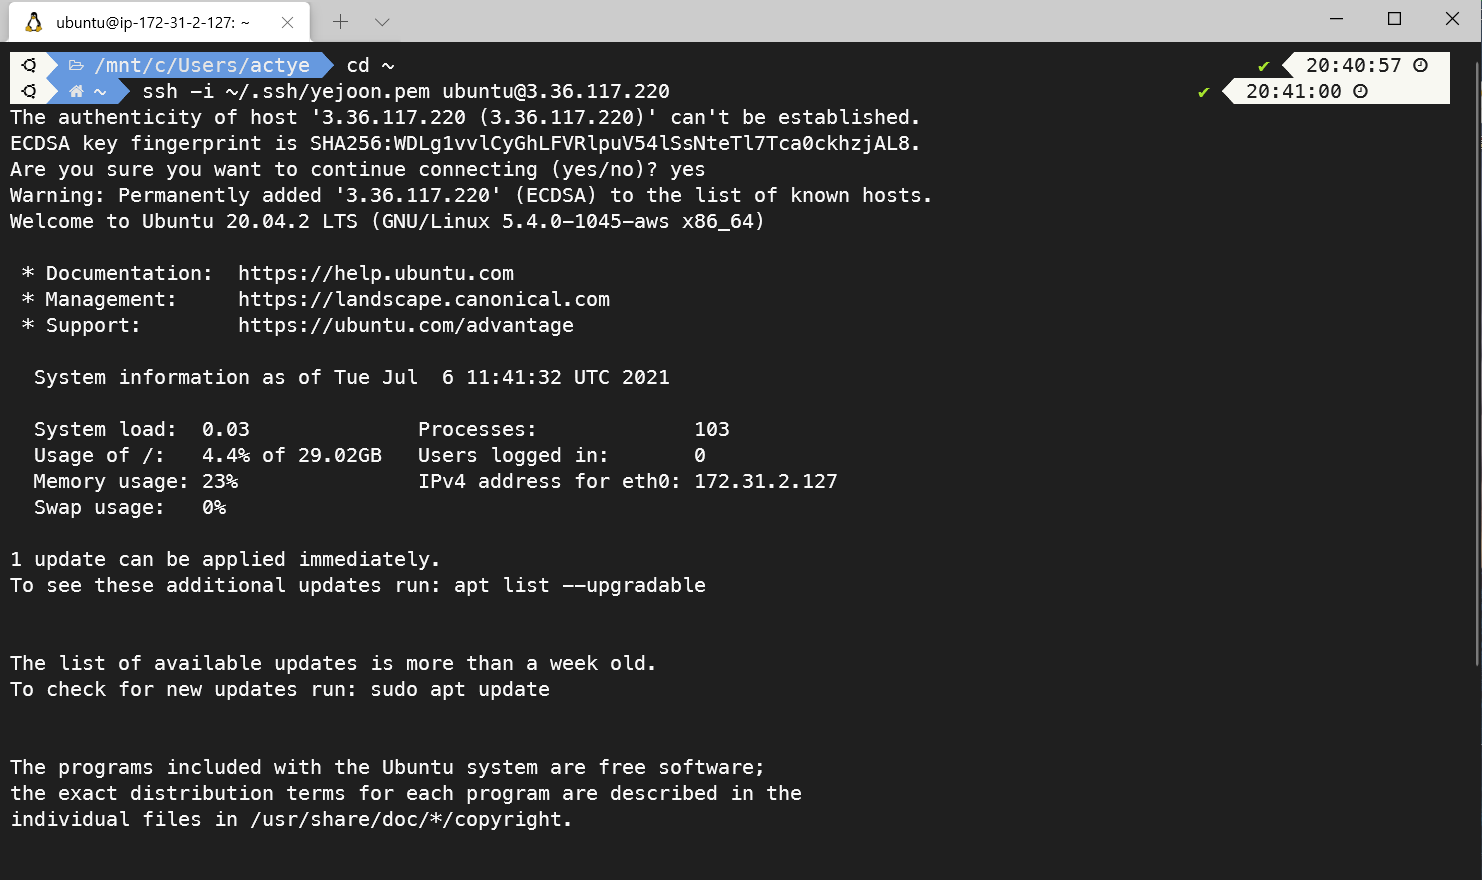 ubuntu@ip-172-31-2-127: ~
/mnt/c/Users/actye cd ~ ✔ 20:40:57
~ ssh -i ~/.ssh/yejoon.pem ubuntu@3.36.117.220 ✔ 20:41:00
The authenticity of host '3.36.117.220 (3.36.117.220)' can't be established.
ECDSA key fingerprint is SHA256:WDLg1vvlCyGhLFVRlpuV54lSsNteTl7Tca0ckhzjAL8.
Are you sure you want to continue connecting (yes/no)? yes
Warning: Permanently added '3.36.117.220' (ECDSA) to the list of known hosts.
Welcome to Ubuntu 20.04.2 LTS (GNU/Linux 5.4.0-1045-aws x86_64)
* Documentation:  https://help.ubuntu.com
* Management:     https://landscape.canonical.com
* Support:        https://ubuntu.com/advantage
System information as of Tue Jul  6 11:41:32 UTC 2021
System load:  0.03              Processes:             103
Usage of /:   4.4% of 29.02GB   Users logged in:       0
Memory usage: 23%               IPv4 address for eth0: 172.31.2.127
Swap usage:   0%
1 update can be applied immediately.
To see these additional updates run: apt list --upgradable
The list of available updates is more than a week old.
To check for new updates run: sudo apt update
The programs included with the Ubuntu system are free software;
the exact distribution terms for each program are described in the
individual files in /usr/share/doc/*/copyright.